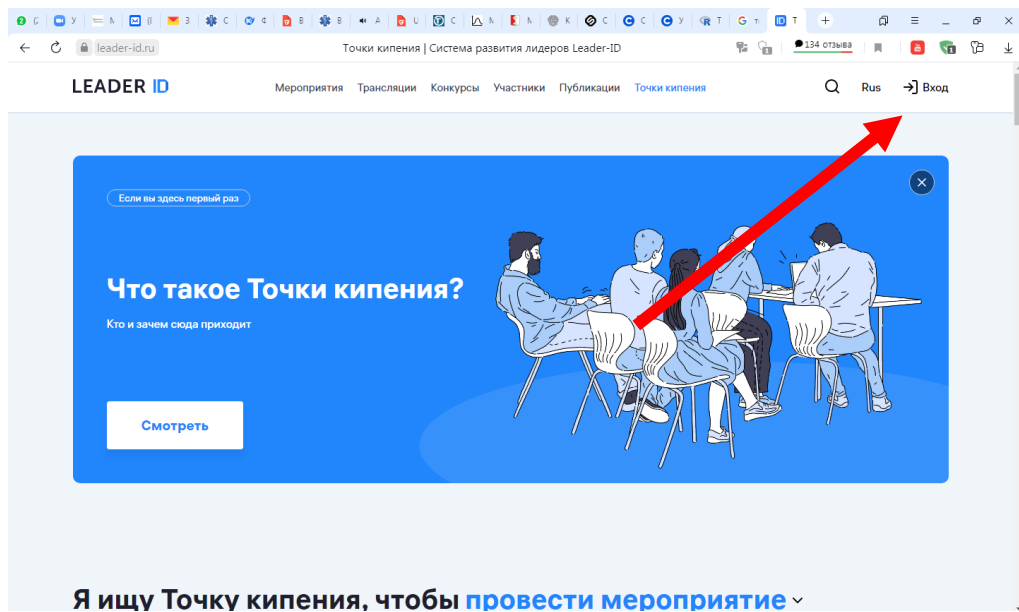 leader-id.ru
Точки кипения | Система развития лидеров Leader-ID
134 отзыва
LEADER ID
Мероприятия Трансляции Конкурсы Участники Публикации Точки кипения
Rus
Вход
Если вы здесь первый раз
Что такое Точки кипения?
Кто и зачем сюда приходит
Смотреть
Я ищу Точку кипения, чтобы провести мероприятие